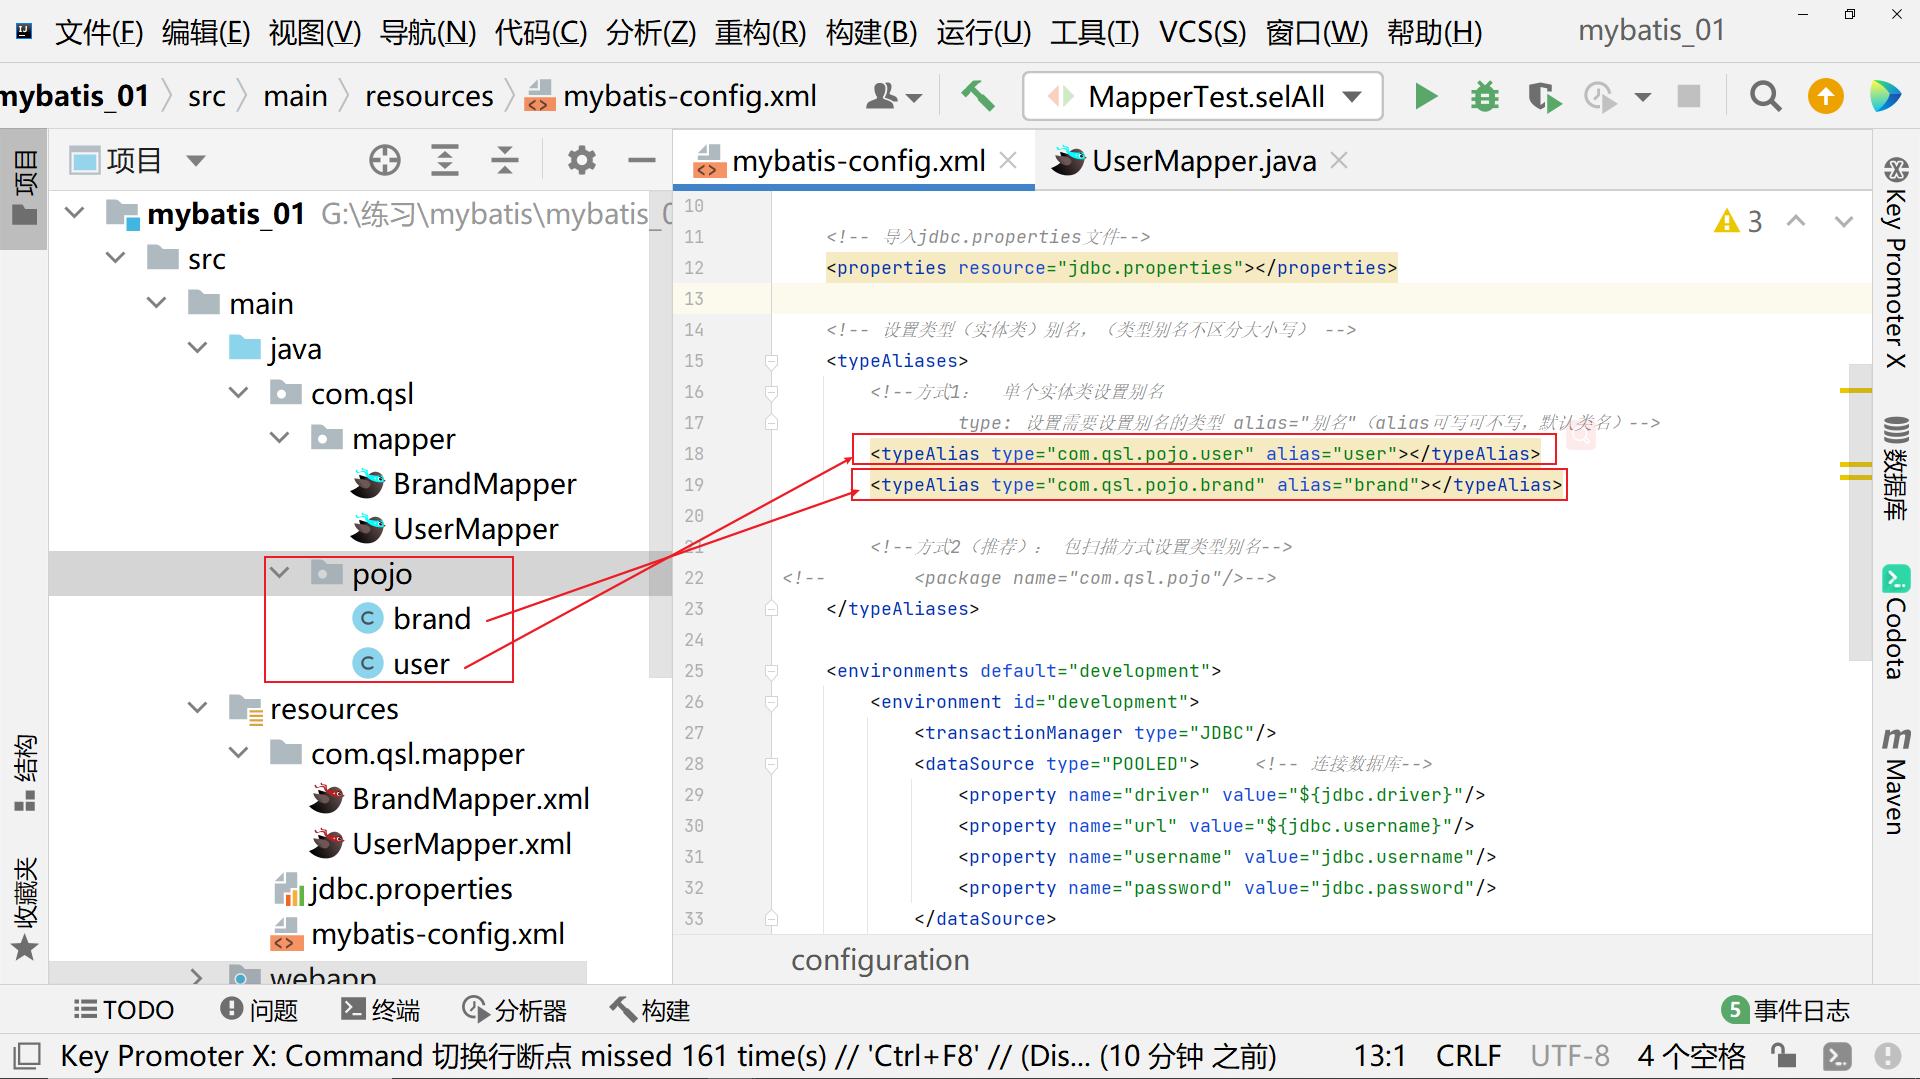 文件(F) 编辑(E) 视图(V) 导航(N) 代码(C) 分析(Z) 重构(R) 构建(B) 运行(U) 工具(T) VCS(S) 窗口(W) 帮助(H) mybatis_01
mybatis_01 src main resources mybatis-config.xml MapperTest.selAll
项目
mybatis-config.xml UserMapper.java
项目
结构
收藏夹
mybatis_01 G:\练习\mybatis\mybatis_0
src
main
java
com.qsl
mapper
BrandMapper
UserMapper
pojo
brand
user
resources
com.qsl.mapper
BrandMapper.xml
UserMapper.xml
jdbc.properties
mybatis-config.xml
webapp
3
10
11 <!-- 导入jdbc.properties文件-->
12 <properties resource="jdbc.properties"></properties>
13
14 <!-- 设置类型（实体类）别名，（类型别名不区分大小写） -->
15 <typeAliases>
16 <!--方式1： 单个实体类设置别名
17 type: 设置需要设置别名的类型 alias="别名"（alias可写可不写，默认类名）-->
18 <typeAlias type="com.qsl.pojo.user" alias="user"></typeAlias>
19 <typeAlias type="com.qsl.pojo.brand" alias="brand"></typeAlias>
20
21 <!--方式2（推荐）： 包扫描方式设置类型别名-->
22 <!-- <package name="com.qsl.pojo"/>-->
23 </typeAliases>
24
25 <environments default="development">
26 <environment id="development">
27 <transactionManager type="JDBC"/>
28 <dataSource type="POOLED"> <!-- 连接数据库-->
29 <property name="driver" value="${jdbc.driver}"/>
30 <property name="url" value="${jdbc.username}"/>
31 <property name="username" value="jdbc.username"/>
32 <property name="password" value="jdbc.password"/>
33 </dataSource>
configuration
Key Promoter X
数据库
Codota
m Maven
TODO 问题 终端 分析器 构建 5 事件日志
Key Promoter X: Command 切换行断点 missed 161 time(s) // 'Ctrl+F8' // (Dis... (10 分钟 之前) 13:1 CRLF UTF-8 4 个空格